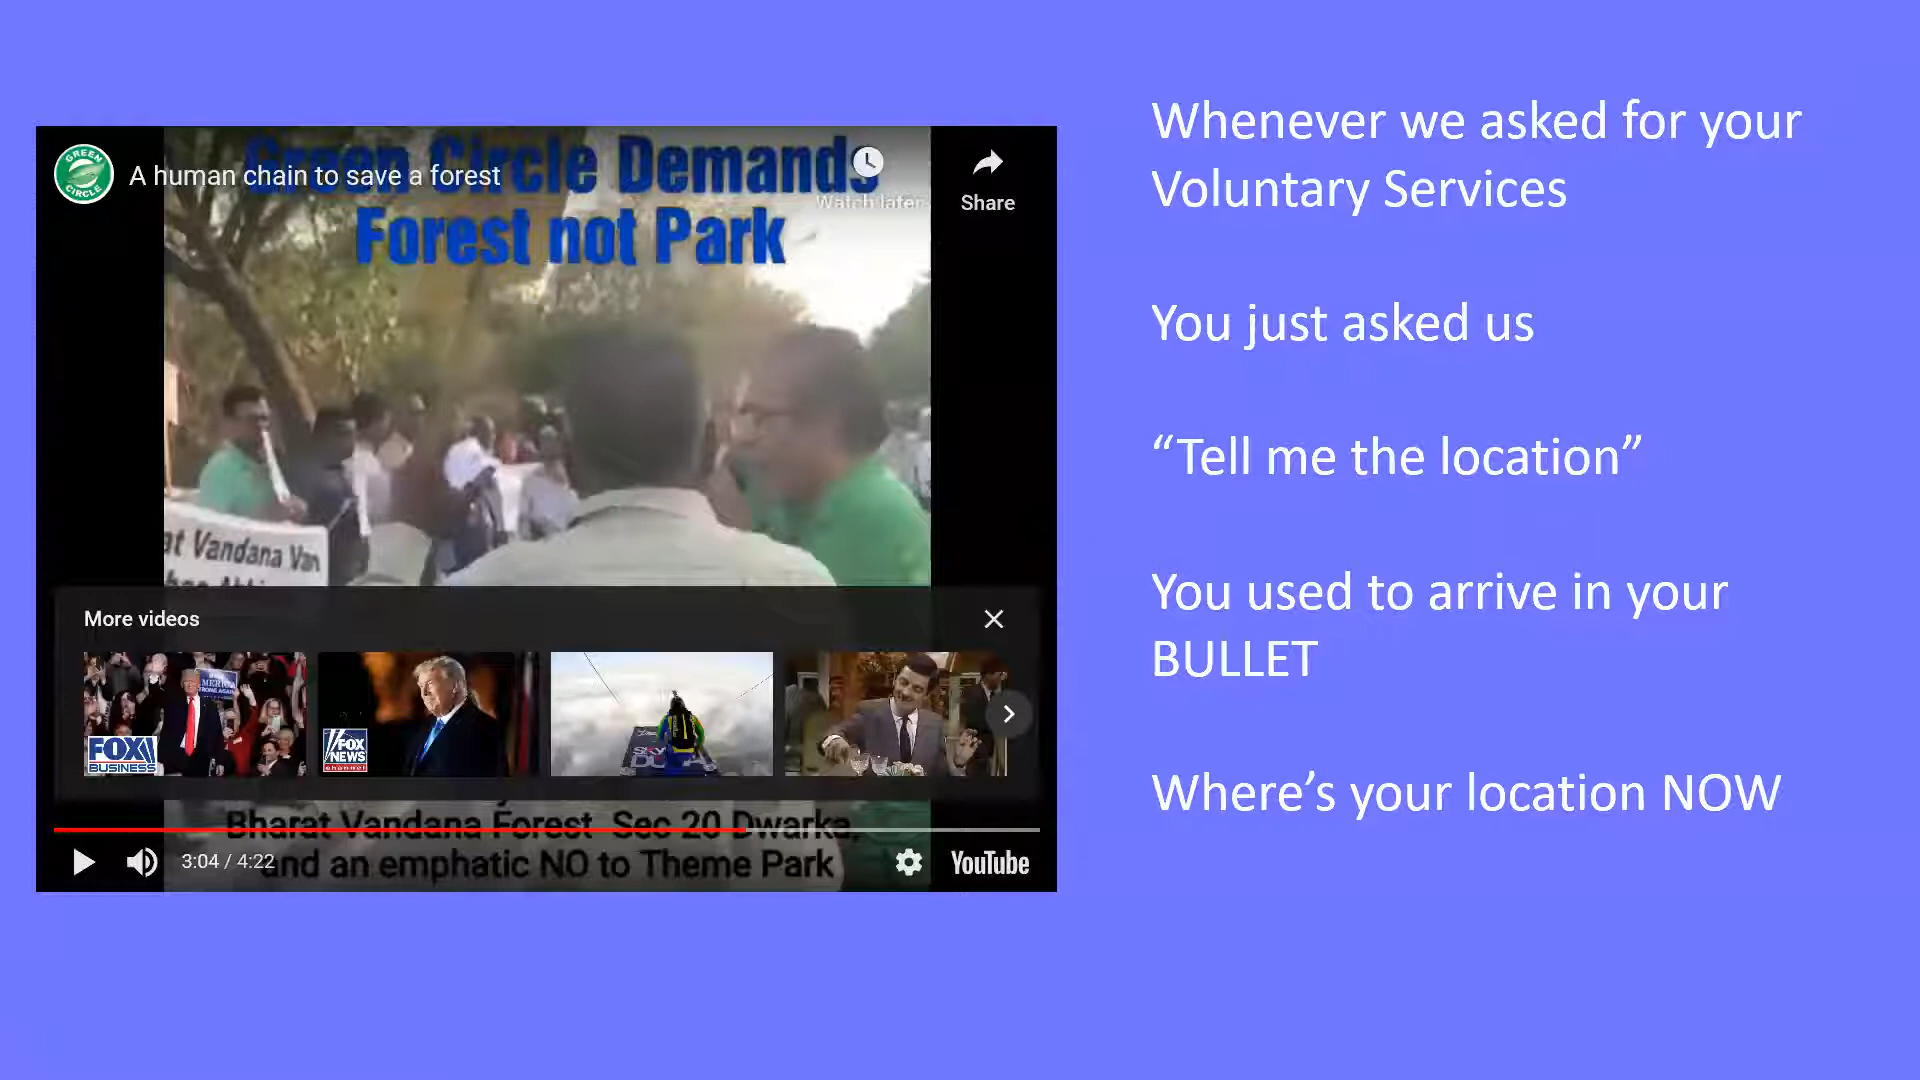 Green Circle Demands
Forest not Park
GREEN
CIRCLE
A human chain to save a forest
Watch later
Share
at Vandana Van
More videos
FOX
BUSINESS
FOX
NEWS
channel
Bharat Vandana Forest, Sec 20 Dwarka,
and an emphatic NO to Theme Park
3:04 / 4:22
YouTube
Whenever we asked for your
Voluntary Services
You just asked us
“Tell me the location”
You used to arrive in your
BULLET
Where’s your location NOW